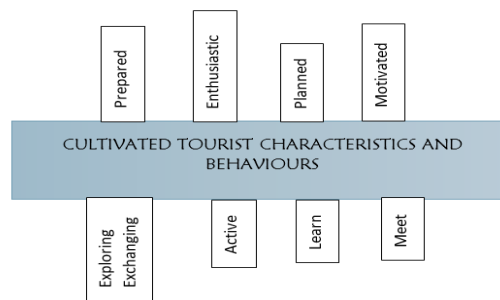 Prepared
Enthusiastic
Planned
Motivated
CULTIVATED TOURIST CHARACTERISTICS AND
BEHAVIOURS
Exploring
Exchanging
Active
Learn
Meet